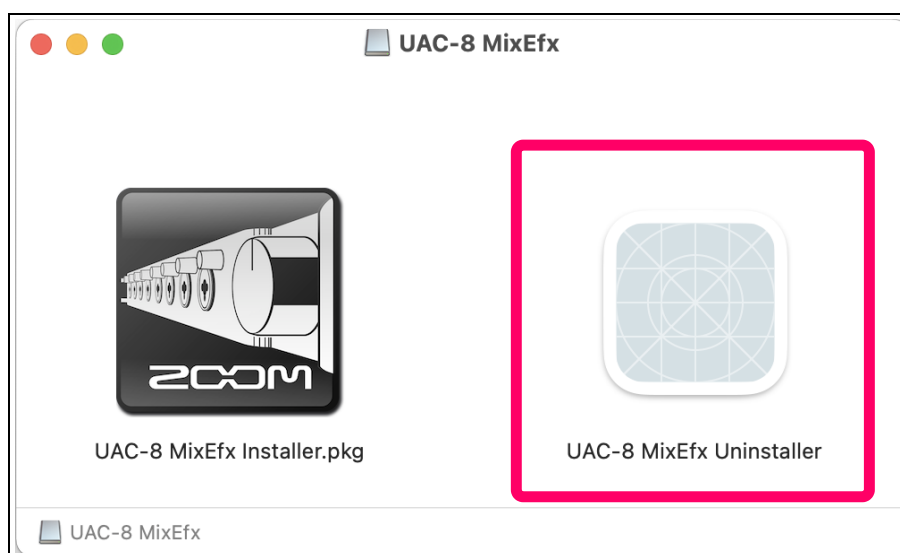 UAC-8 MixEfx
ZOOM
UAC-8 MixEfx Installer.pkg
UAC-8 MixEfx Uninstaller
UAC-8 MixEfx